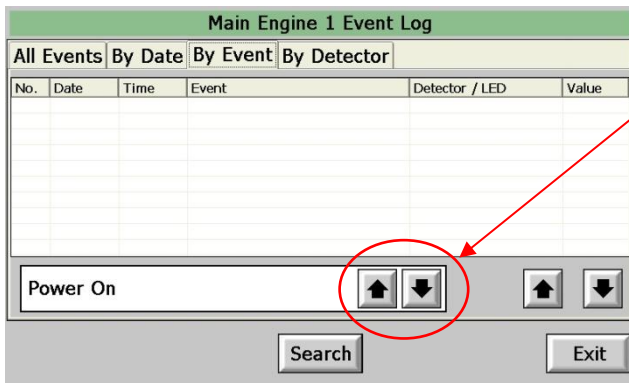 Main Engine 1 Event Log
All Events By Date By Event By Detector
No. Date Time Event Detector / LED Value
Power On
Search Exit